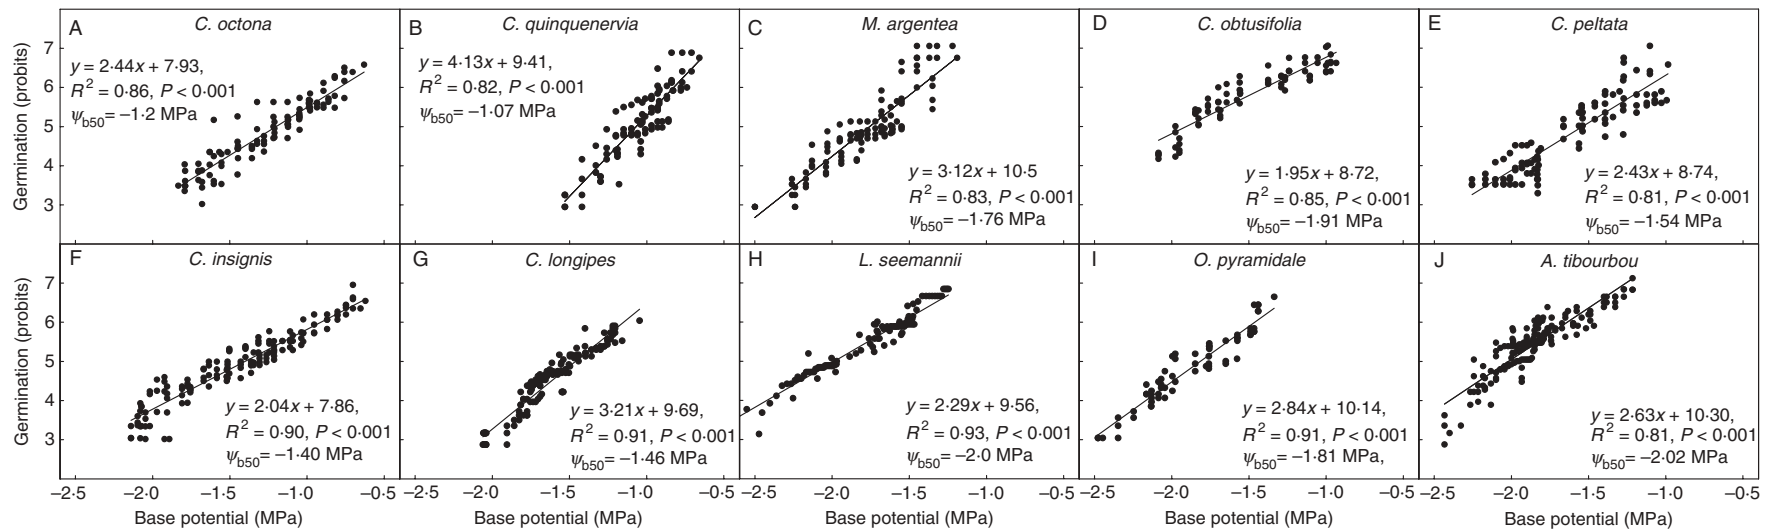 A
C. octona
y = 2·44x + 7·93,
R² = 0·86, P < 0·001
ψb50 = −1·2 MPa
B
C. quinquenervia
y = 4·13x + 9·41,
R² = 0·82, P < 0·001
ψb50 = −1·07 MPa
C
M. argentea
y = 3·12x + 10·5
R² = 0·83, P < 0·001
ψb50 = −1·76 MPa
D
C. obtusifolia
y = 1·95x + 8·72,
R² = 0·85, P < 0·001
ψb50 = −1·91 MPa
E
C. peltata
y = 2·43x + 8·74,
R² = 0·81, P < 0·001
ψb50 = −1·54 MPa
Germination (probits)
7
6
5
4
3
F
C. insignis
y = 2·04x + 7·86,
R² = 0·90, P < 0·001
ψb50 = −1·40 MPa
G
C. longipes
y = 3·21x + 9·69,
R² = 0·91, P < 0·001
ψb50 = −1·46 MPa
H
L. seemannii
y = 2·29x + 9·56,
R² = 0·93, P < 0·001
ψb50 = −2·0 MPa
I
O. pyramidale
y = 2·84x + 10·14,
R² = 0·91, P < 0·001
ψb50 = −1·81 MPa,
J
A. tibourbou
y = 2·63x + 10·30,
R² = 0·81, P < 0·001
ψb50 = −2·02 MPa
Germination (probits)
7
6
5
4
3
−2·5 −2·0 −1·5 −1·0 −0·5
−2·5 −2·0 −1·5 −1·0 −0·5
−2·5 −2·0 −1·5 −1·0 −0·5
−2·5 −2·0 −1·5 −1·0 −0·5
−2·5 −2·0 −1·5 −1·0 −0·5
Base potential (MPa)
Base potential (MPa)
Base potential (MPa)
Base potential (MPa)
Base potential (MPa)